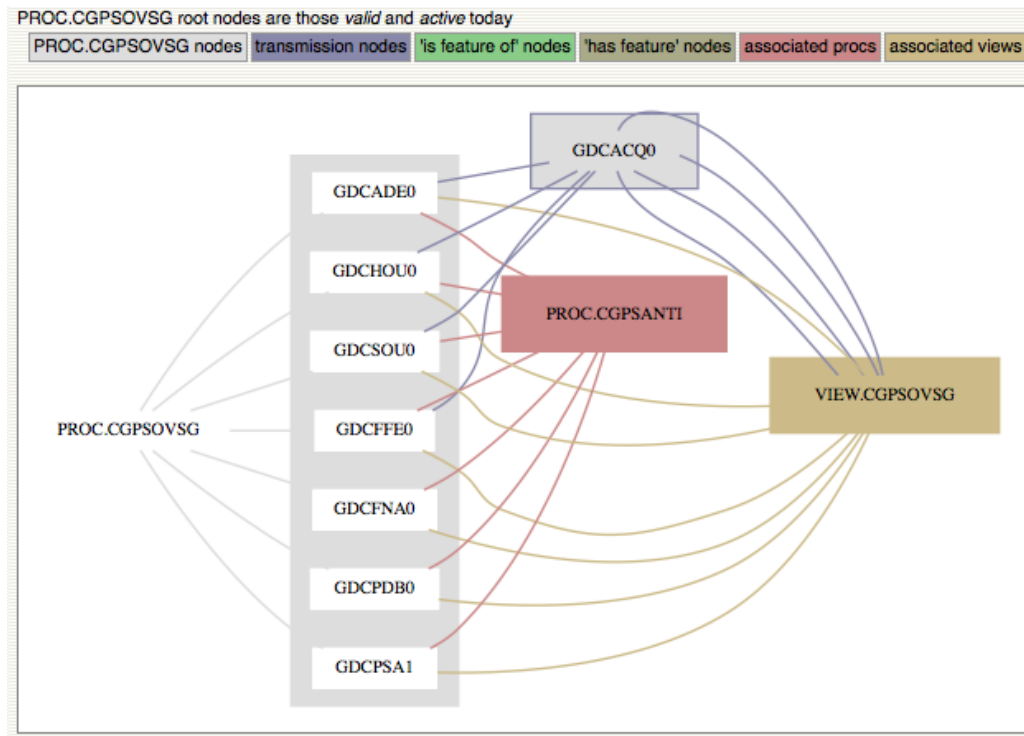 PROC.CGPSOVSG root nodes are those valid and active today
PROC.CGPSOVSG nodes transmission nodes 'is feature of' nodes 'has feature' nodes associated procs associated views
GDCACQ0
GDCADE0
GDCHOU0
PROC.CGPSANTI
GDCSOU0
VIEW.CGPSOVSG
PROC.CGPSOVSG
GDCFFE0
GDCFNA0
GDCPDB0
GDCPSA1